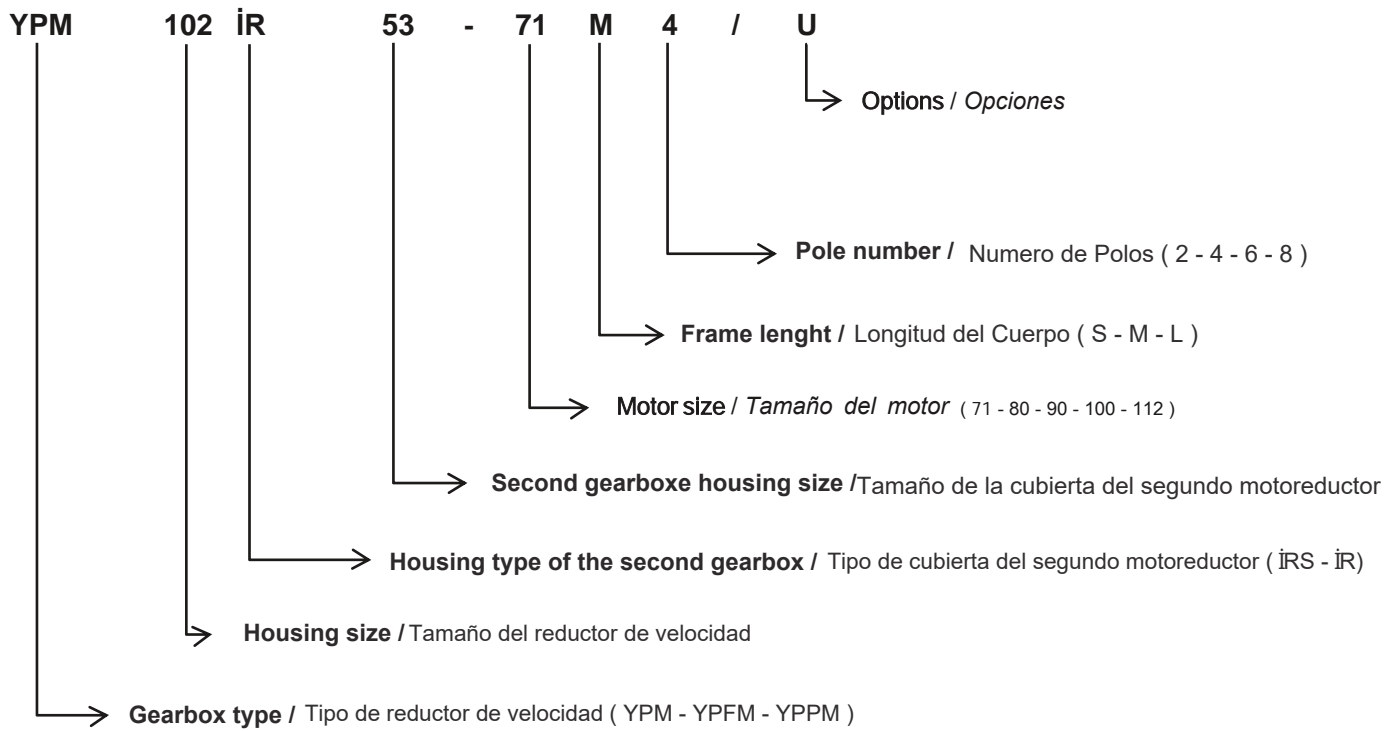 YPM 102 İR 53 - 71 M 4 / U
Options / Opciones
Pole number / Numero de Polos ( 2 - 4 - 6 - 8 )
Frame lenght / Longitud del Cuerpo ( S - M - L )
Motor size / Tamaño del motor ( 71 - 80 - 90 - 100 - 112 )
Second gearboxe housing size /Tamaño de la cubierta del segundo motoreductor
Housing type of the second gearbox / Tipo de cubierta del segundo motoreductor ( İRS - İR)
Housing size / Tamaño del reductor de velocidad
Gearbox type / Tipo de reductor de velocidad ( YPM - YPFM - YPPM )